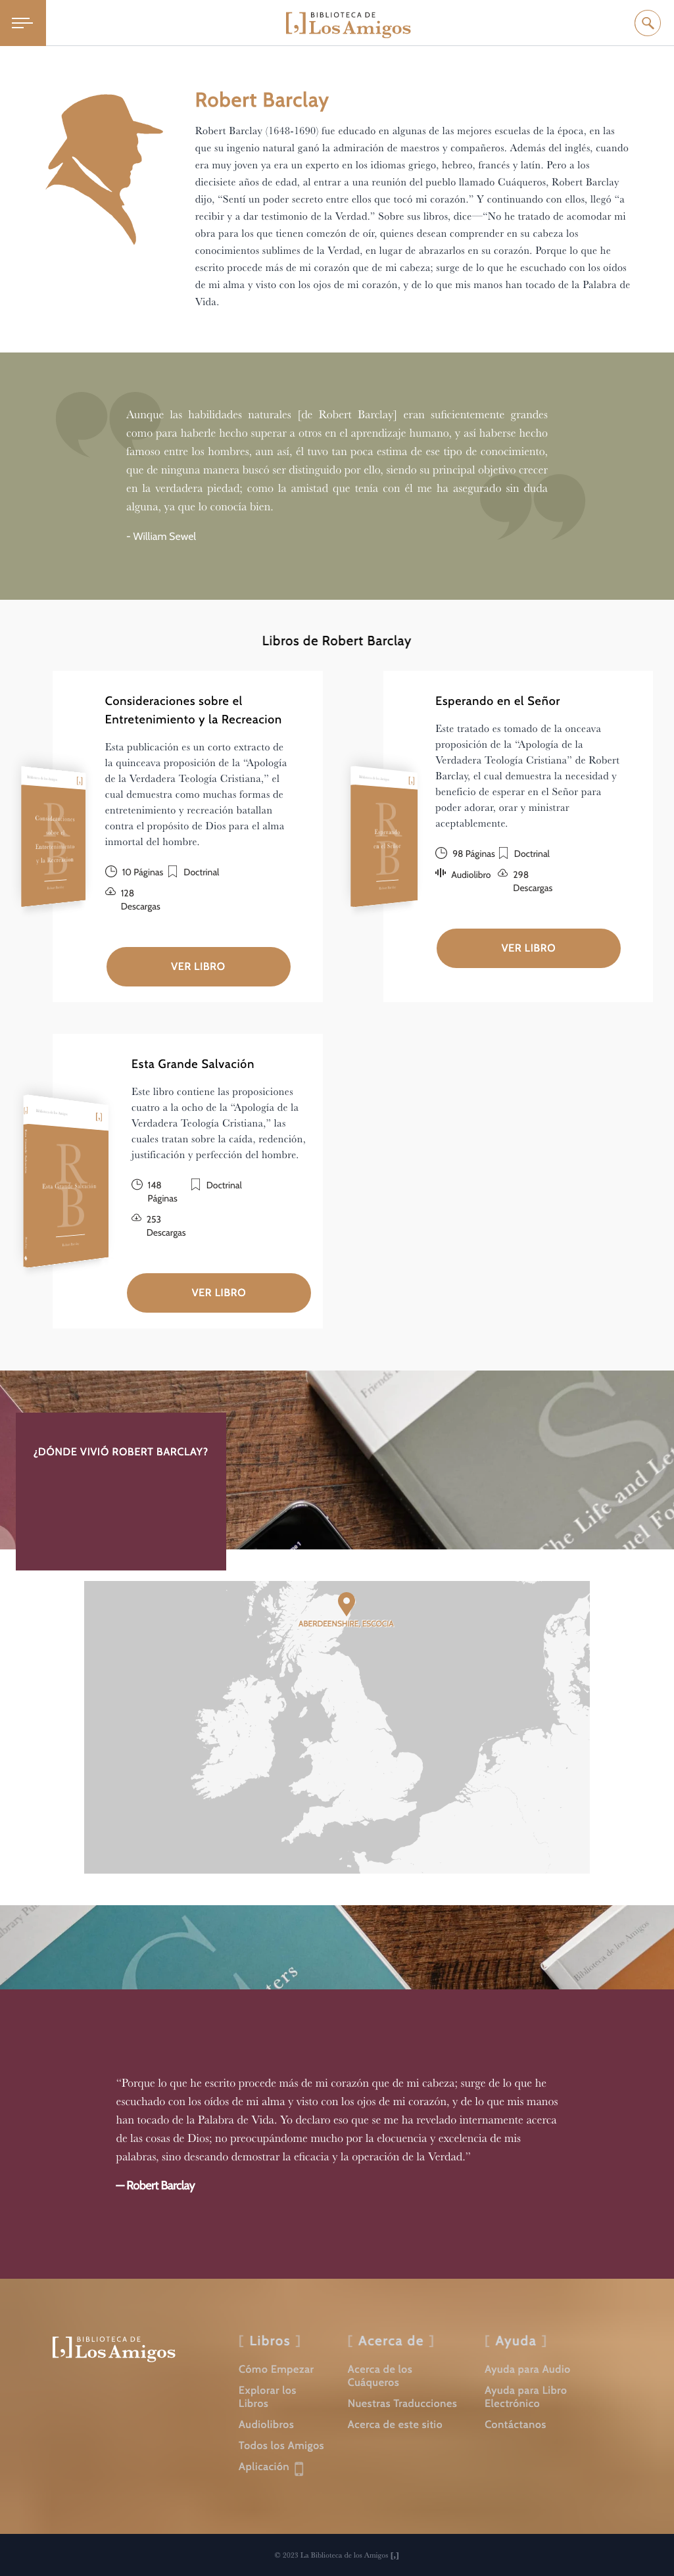 BIBLIOTECA DE
[,] Los Amigos
Robert Barclay
Robert Barclay (1648-1690) fue educado en algunas de las mejores escuelas de la época, en las
que su ingenio natural ganó la admiración de maestros y compañeros. Además del inglés, cuando
era muy joven ya era un experto en los idiomas griego, hebreo, francés y latín. Pero a los
diecisiete años de edad, al entrar a una reunión del pueblo llamado Cuáqueros, Robert Barclay
dijo, “Sentí un poder secreto entre ellos que tocó mi corazón.” Y continuando con ellos, llegó “a
recibir y a dar testimonio de la Verdad.” Sobre sus libros, dice—“No he tratado de acomodar mi
obra para los que tienen comezón de oír, quienes desean comprender en su cabeza los
conocimientos sublimes de la Verdad, en lugar de abrazarlos en su corazón. Porque lo que he
escrito procede más de mi corazón que de mi cabeza; surge de lo que he escuchado con los oídos
de mi alma y visto con los ojos de mi corazón, y de lo que mis manos han tocado de la Palabra de
Vida.
Aunque las habilidades naturales [de Robert Barclay] eran suficientemente grandes
como para haberle hecho superar a otros en el aprendizaje humano, y así haberse hecho
famoso entre los hombres, aun así, él tuvo tan poca estima de ese tipo de conocimiento,
que de ninguna manera buscó ser distinguido por ello, siendo su principal objetivo crecer
en la verdadera piedad; como la amistad que tenía con él me ha asegurado sin duda
alguna, ya que lo conocía bien.
- William Sewel
Libros de Robert Barclay
Consideraciones sobre el
Entretenimiento y la Recreacion
Esta publicación es un corto extracto de
la quinceava proposición de la “Apología
de la Verdadera Teología Cristiana,” el
cual demuestra como muchas formas de
entretenimiento y recreación batallan
contra el propósito de Dios para el alma
inmortal del hombre.
10 Páginas
Doctrinal
128
Descargas
VER LIBRO
Esperando en el Señor
Este tratado es tomado de la onceava
proposición de la “Apología de la
Verdadera Teología Cristiana” de Robert
Barclay, el cual demuestra la necesidad y
beneficio de esperar en el Señor para
poder adorar, orar y ministrar
aceptablemente.
98 Páginas
Doctrinal
Audiolibro
298
Descargas
VER LIBRO
R
B
Esperando
en el Señor
Esta Grande Salvación
Este libro contiene las proposiciones
cuatro a la ocho de la “Apología de la
Verdadera Teología Cristiana,” las
cuales tratan sobre la caída, redención,
justificación y perfección del hombre.
148
Páginas
Doctrinal
253
Descargas
VER LIBRO
R
B
Esta Grande Salvación
¿DÓNDE VIVIÓ ROBERT BARCLAY?
Friends
The Life and Let
uel Fo
ABERDEENSHIRE, ESCOCIA
ters
Biblioteca de los Amigos
“Porque lo que he escrito procede más de mi corazón que de mi cabeza; surge de lo que he
escuchado con los oídos de mi alma y visto con los ojos de mi corazón, y de lo que mis manos
han tocado de la Palabra de Vida. Yo declaro eso que se me ha revelado internamente acerca
de las cosas de Dios; no preocupándome mucho por la elocuencia y excelencia de mis
palabras, sino deseando demostrar la eficacia y la operación de la Verdad.”
— Robert Barclay
BIBLIOTECA DE
[,] Los Amigos
[ Libros ]
Cómo Empezar
Explorar los
Libros
Audiolibros
Todos los Amigos
Aplicación
[ Acerca de ]
Acerca de los
Cuáqueros
Nuestras Traducciones
Acerca de este sitio
[ Ayuda ]
Ayuda para Audio
Ayuda para Libro
Electrónico
Contáctanos
© 2023 La Biblioteca de los Amigos [,]